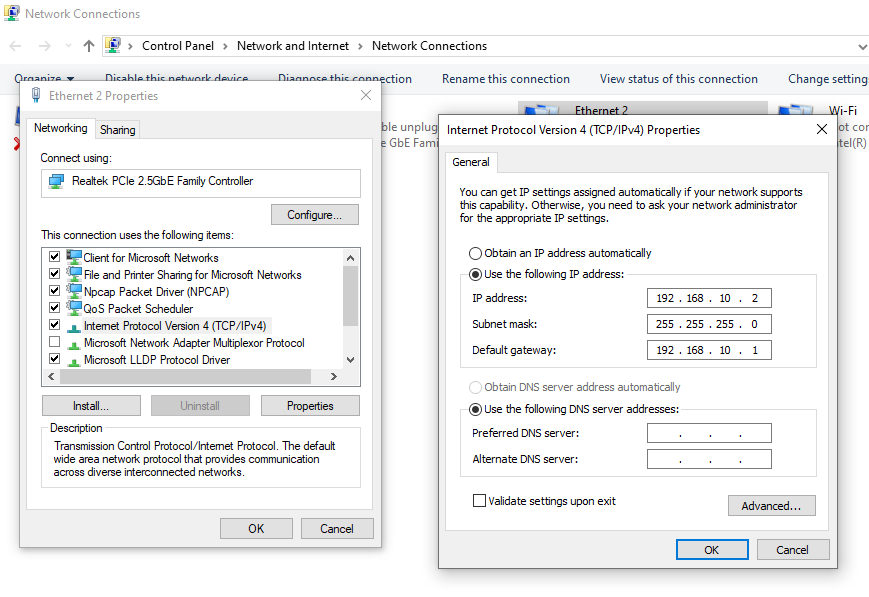 Network Connections
Control Panel > Network and Internet > Network Connections
Organize Disable this network device Diagnose this connection Rename this connection View status of this connection Change settings
Ethernet 2
Wi-Fi
ble unplug
e GbE Fami
ot con
ntel(R)
Ethernet 2 Properties
Networking Sharing
Connect using:
Realtek PCIe 2.5GbE Family Controller
Configure...
This connection uses the following items:
Client for Microsoft Networks
File and Printer Sharing for Microsoft Networks
Npcap Packet Driver (NPCAP)
QoS Packet Scheduler
Internet Protocol Version 4 (TCP/IPv4)
Microsoft Network Adapter Multiplexor Protocol
Microsoft LLDP Protocol Driver
Install... Uninstall Properties
Description
Transmission Control Protocol/Internet Protocol. The default
wide area network protocol that provides communication
across diverse interconnected networks.
OK Cancel
Internet Protocol Version 4 (TCP/IPv4) Properties
General
You can get IP settings assigned automatically if your network supports
this capability. Otherwise, you need to ask your network administrator
for the appropriate IP settings.
Obtain an IP address automatically
Use the following IP address:
IP address: 192 . 168 . 10 . 2
Subnet mask: 255 . 255 . 255 . 0
Default gateway: 192 . 168 . 10 . 1
Obtain DNS server address automatically
Use the following DNS server addresses:
Preferred DNS server: . . .
Alternate DNS server: . . .
Validate settings upon exit
Advanced...
OK Cancel